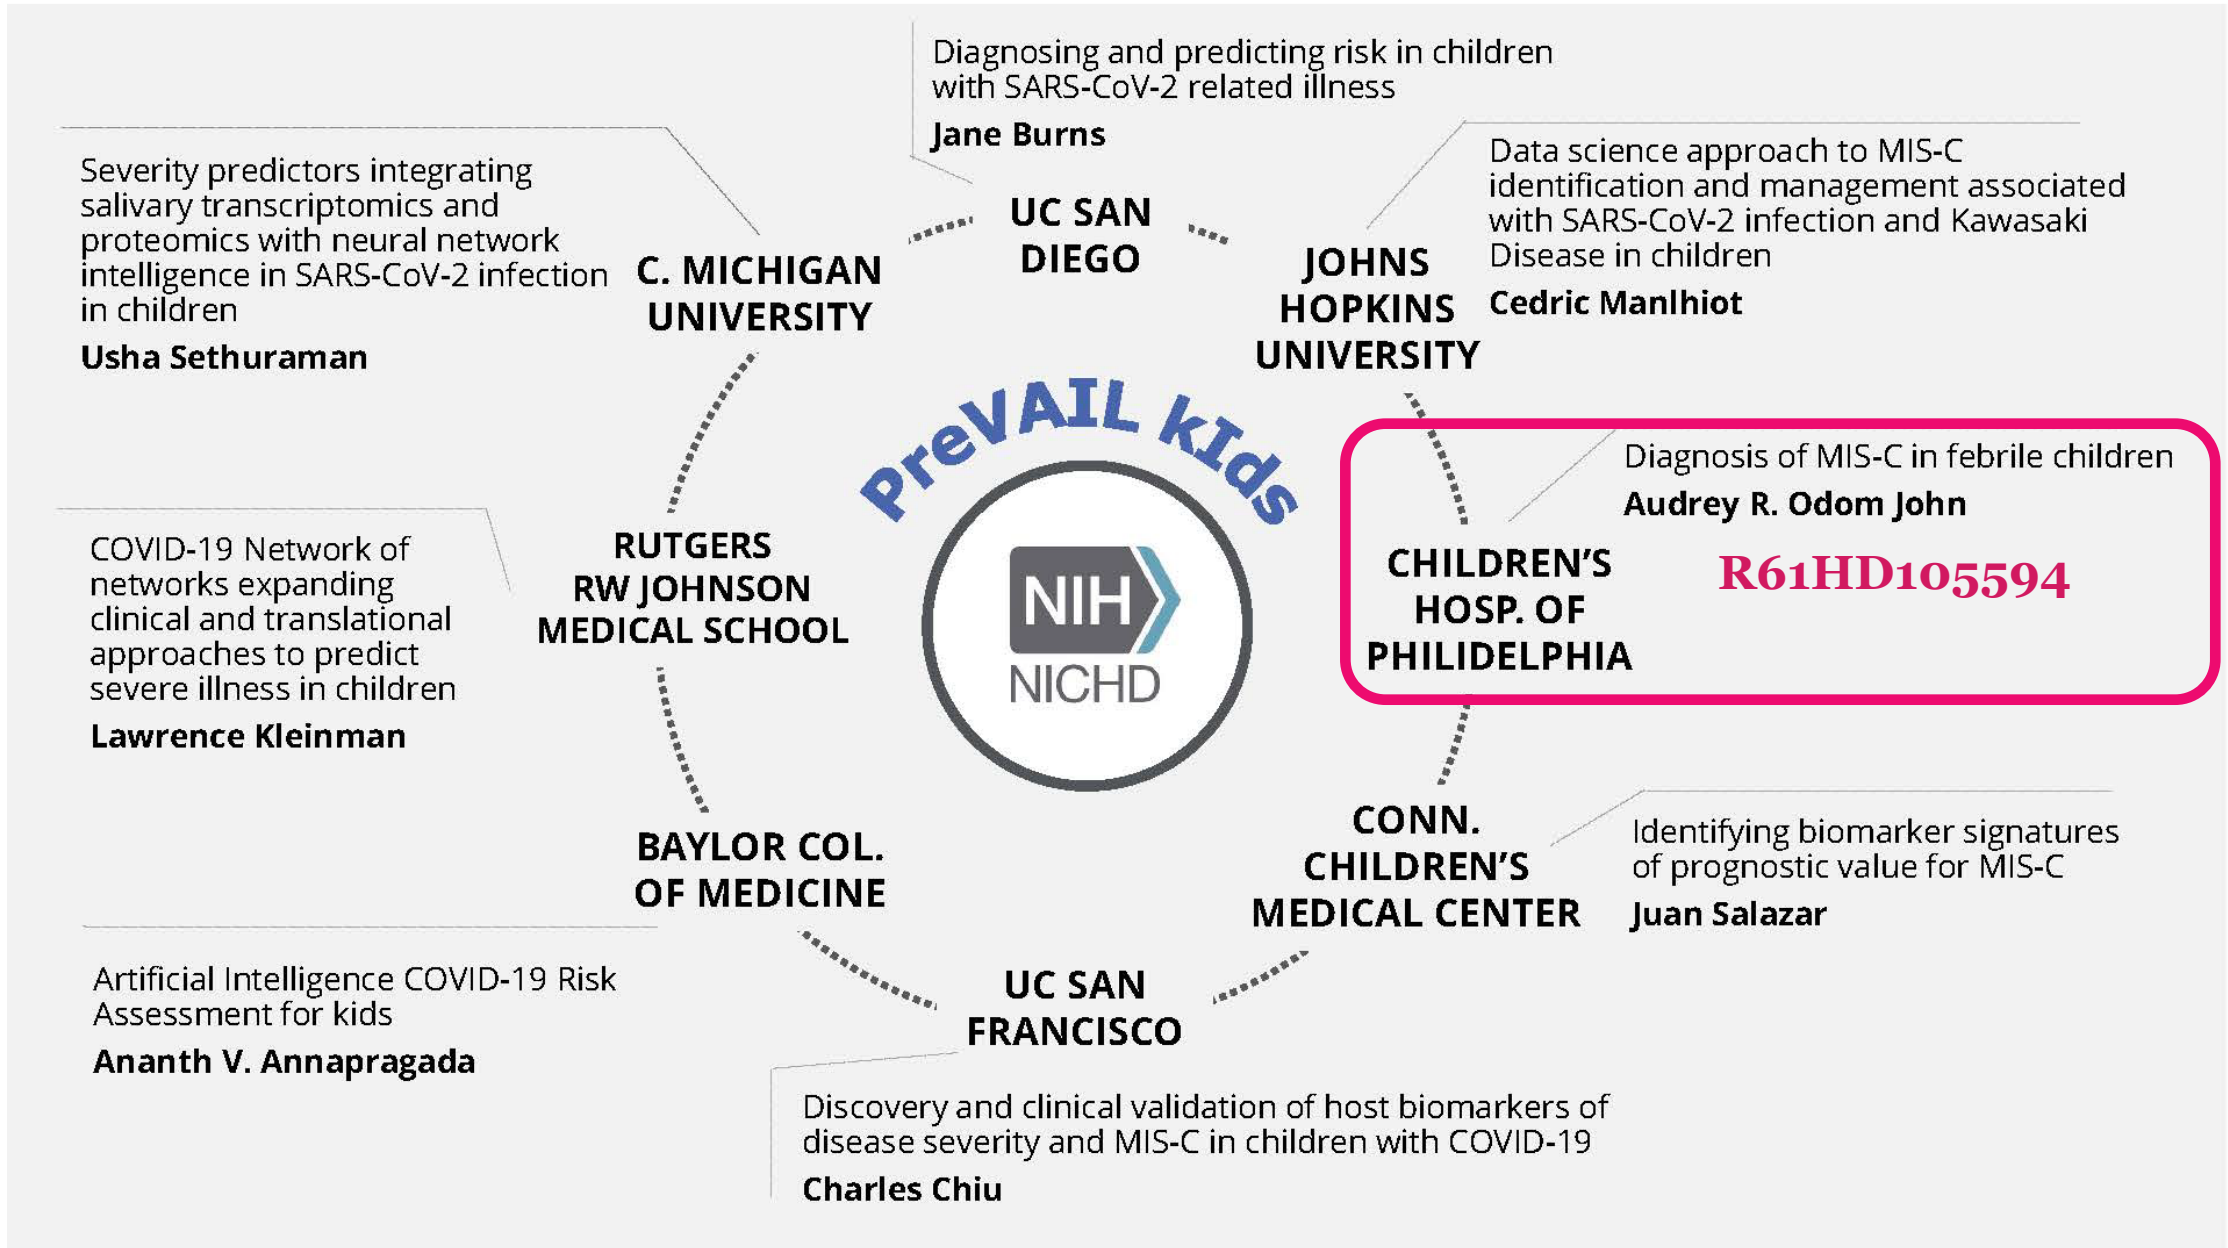 Diagnosing and predicting risk in children
with SARS-CoV-2 related illness
Jane Burns
UC SAN
DIEGO
Data science approach to MIS-C
identification and management associated
with SARS-CoV-2 infection and Kawasaki
Disease in children
Cedric Manlhiot
JOHNS
HOPKINS
UNIVERSITY
Severity predictors integrating
salivary transcriptomics and
proteomics with neural network
intelligence in SARS-CoV-2 infection
in children
Usha Sethuraman
C. MICHIGAN
UNIVERSITY
PreVAIL kIds
NIH
NICHD
Diagnosis of MIS-C in febrile children
Audrey R. Odom John
R61HD105594
CHILDREN'S
HOSP. OF
PHILIDELPHIA
COVID-19 Network of
networks expanding
clinical and translational
approaches to predict
severe illness in children
Lawrence Kleinman
RUTGERS
RW JOHNSON
MEDICAL SCHOOL
CONN.
CHILDREN'S
MEDICAL CENTER
Identifying biomarker signatures
of prognostic value for MIS-C
Juan Salazar
BAYLOR COL.
OF MEDICINE
Artificial Intelligence COVID-19 Risk
Assessment for kids
Ananth V. Annapragada
UC SAN
FRANCISCO
Discovery and clinical validation of host biomarkers of
disease severity and MIS-C in children with COVID-19
Charles Chiu